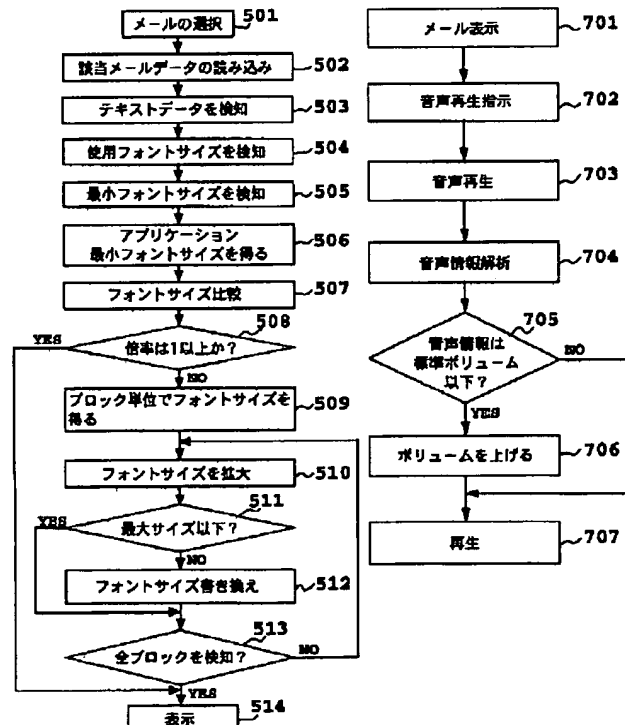 メールの選択
501
該当メールデータの読み込み
502
テキストデータを検知
503
使用フォントサイズを検知
504
最小フォントサイズを検知
505
アプリケーション
最小フォントサイズを得る
506
フォントサイズ比較
507
508
倍率は1以上か?
YES
NO
ブロック単位でフォントサイズを
得る
509
フォントサイズを拡大
510
511
最大サイズ以下?
YES
NO
フォントサイズ書き換え
512
513
全ブロックを検知?
NO
YES
表示
514
メール表示
701
音声再生指示
702
音声再生
703
音声情報解析
704
705
音声情報は
標準ボリューム
以下?
NO
YES
ボリュームを上げる
706
再生
707